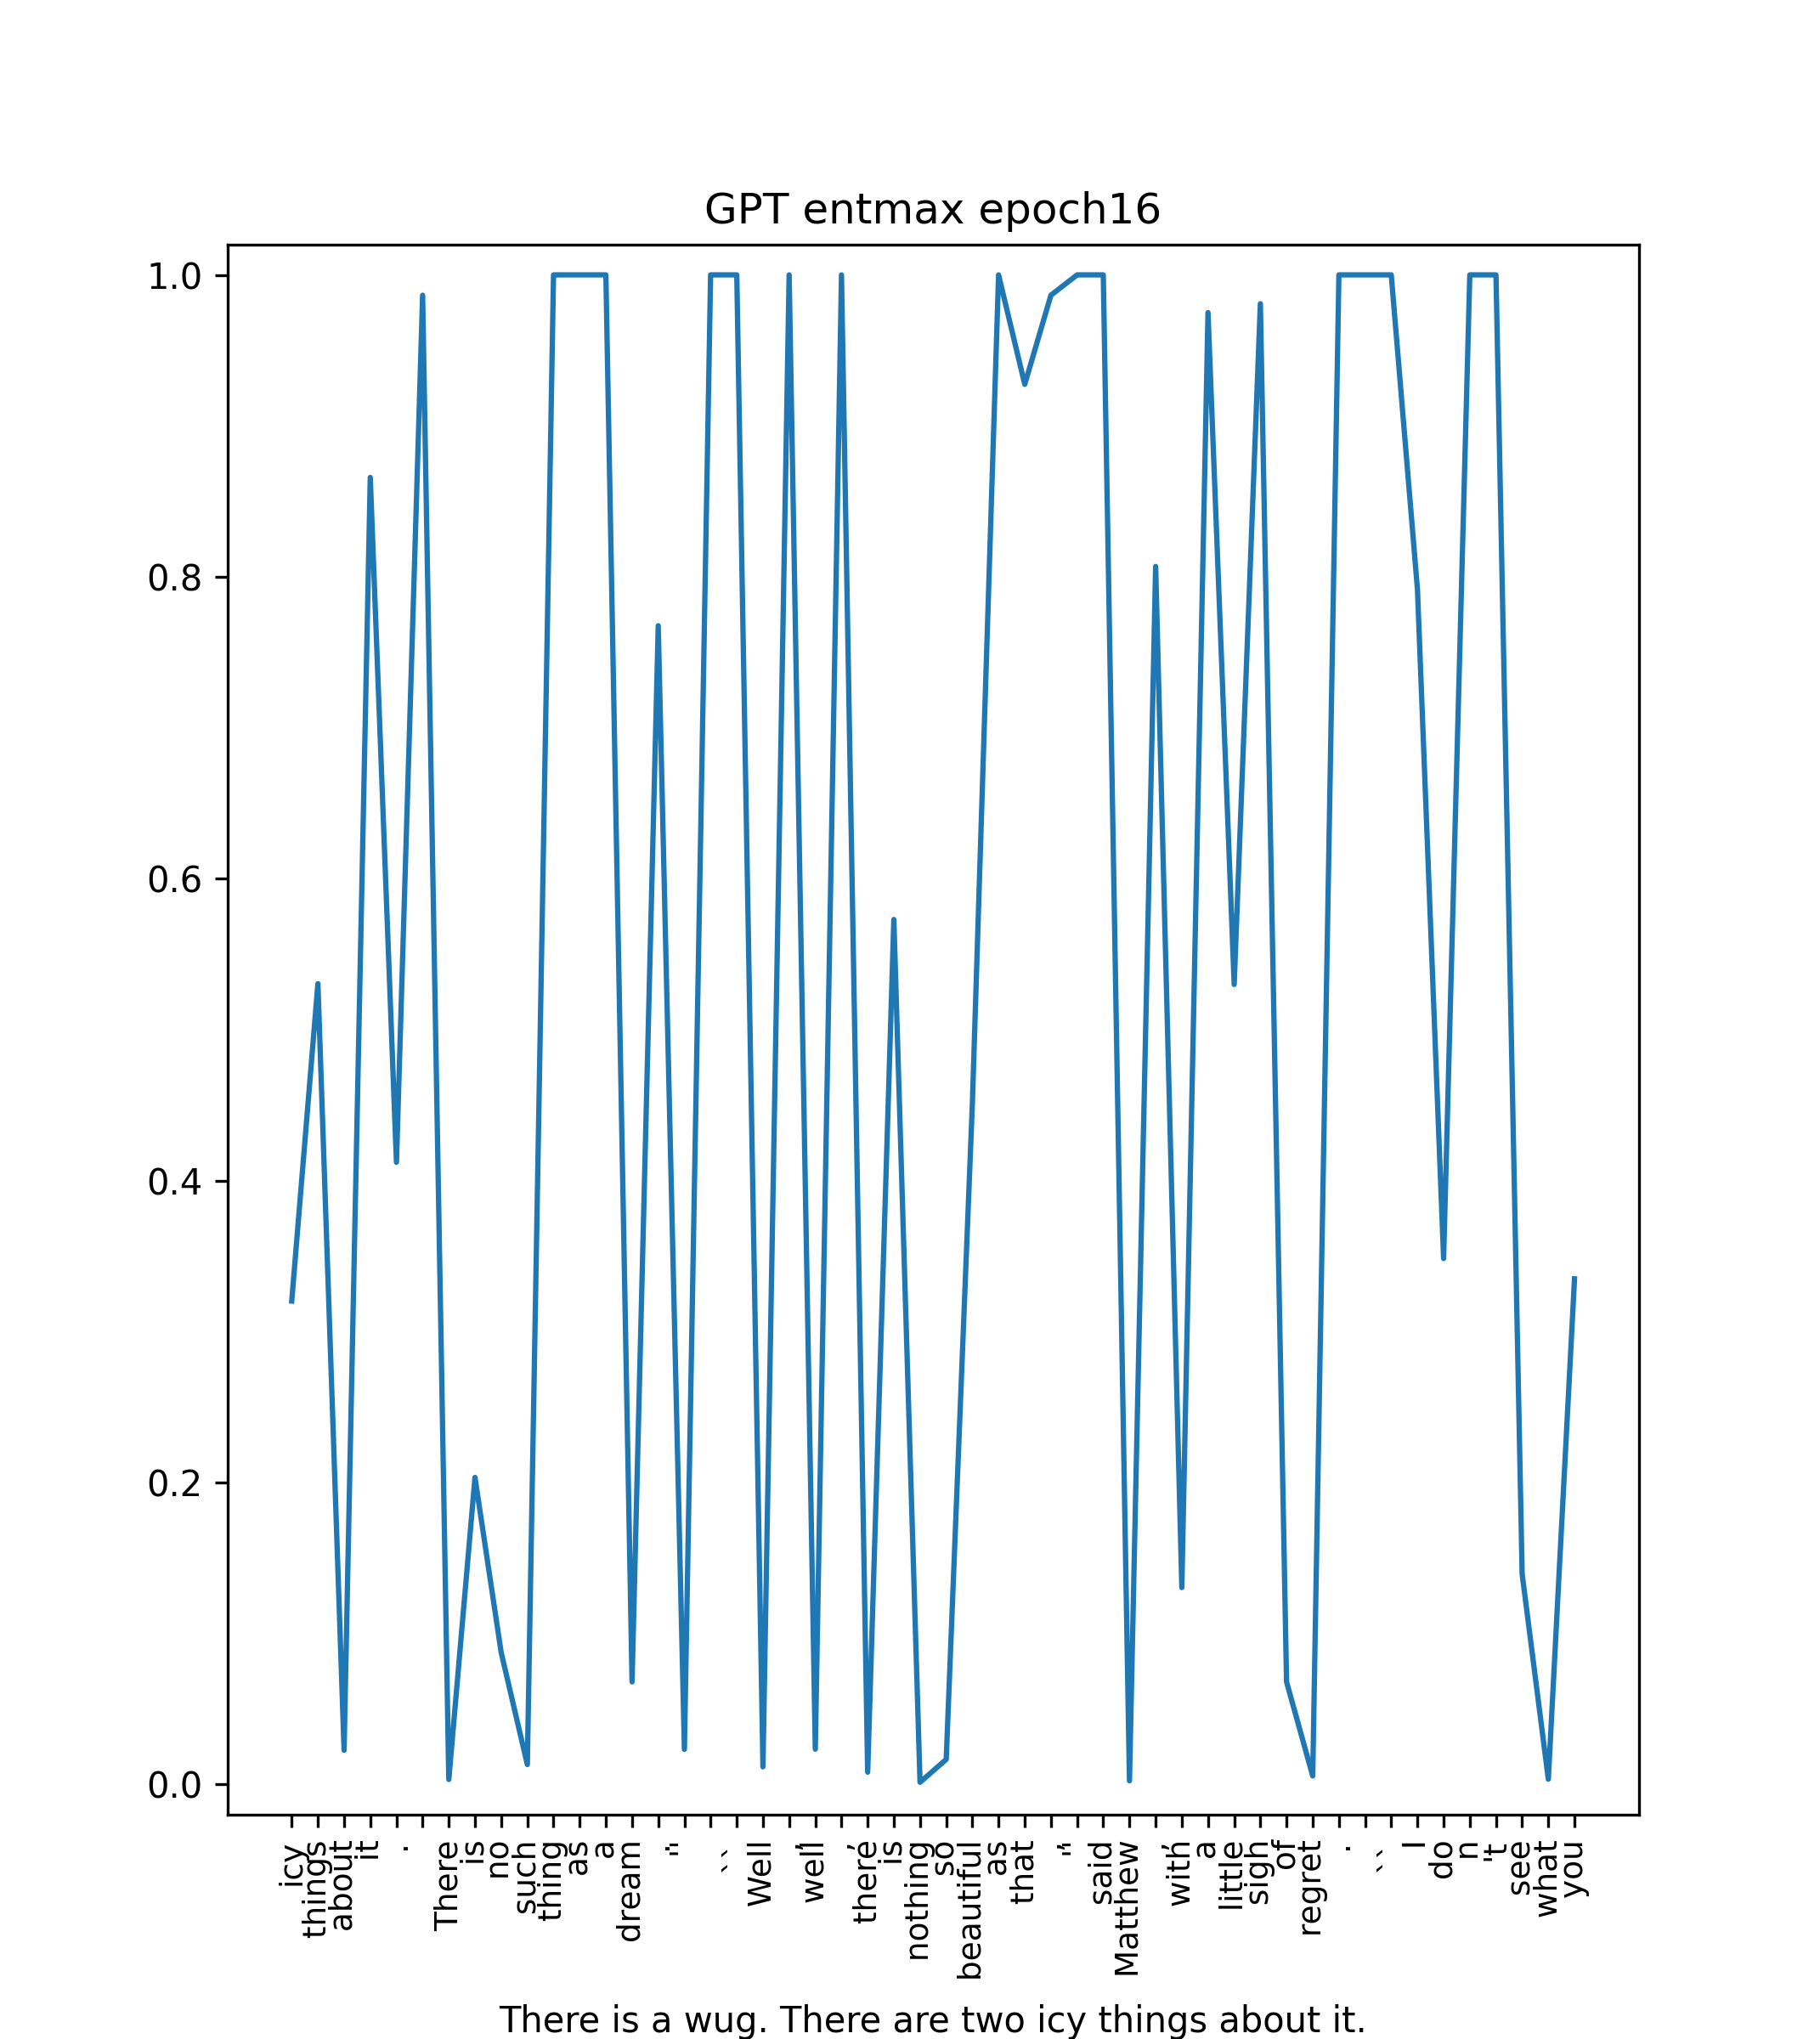 GPT entmax epoch16
1.0
0.8
0.6
0.4
0.2
0.0
icy
things
about
it
.
There
is
no
such
thing
as
a
dream
.
''
``
Well
,
well
,
there
is
nothing
so
beautiful
as
that
,
''
said
Matthew
,
with
a
little
sigh
of
regret
.
``
I
do
n
't
see
what
you
There is a wug. There are two icy things about it.